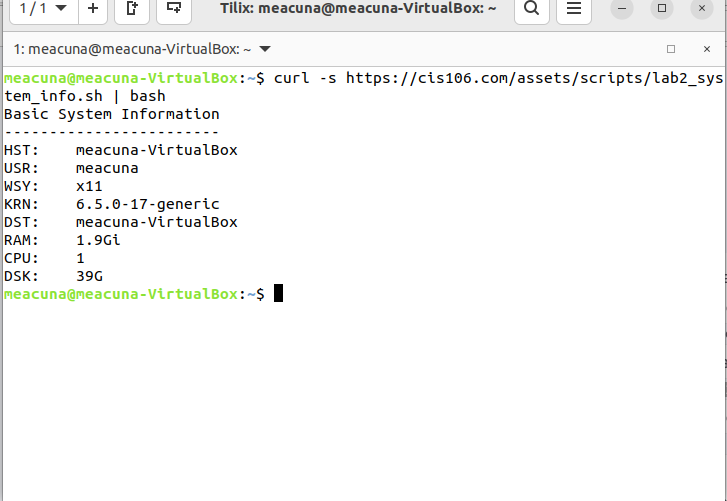 1 / 1
Tilix: meacuna@meacuna-VirtualBox: ~
1: meacuna@meacuna-VirtualBox: ~
meacuna@meacuna-VirtualBox:~$ curl -s https://cis106.com/assets/scripts/lab2_sys
tem_info.sh | bash
Basic System Information
------------------------
HST:    meacuna-VirtualBox
USR:    meacuna
WSY:    x11
KRN:    6.5.0-17-generic
DST:    meacuna-VirtualBox
RAM:    1.9Gi
CPU:    1
DSK:    39G
meacuna@meacuna-VirtualBox:~$